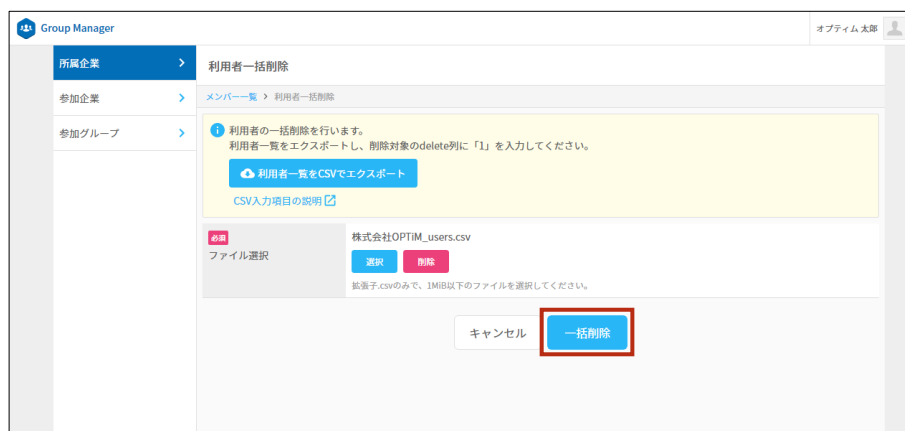 Group Manager
オプティム 太郎
所属企業
参加企業
参加グループ
利用者一括削除
メンバー一覧 > 利用者一括削除
利用者の一括削除を行います。
利用者一覧をエクスポートし、削除対象のdelete列に「1」を入力してください。
利用者一覧をCSVでエクスポート
CSV入力項目の説明
必須
ファイル選択
株式会社OPTiM_users.csv
選択 削除
拡張子.csvのみで、1MiB以下のファイルを選択してください。
キャンセル 一括削除